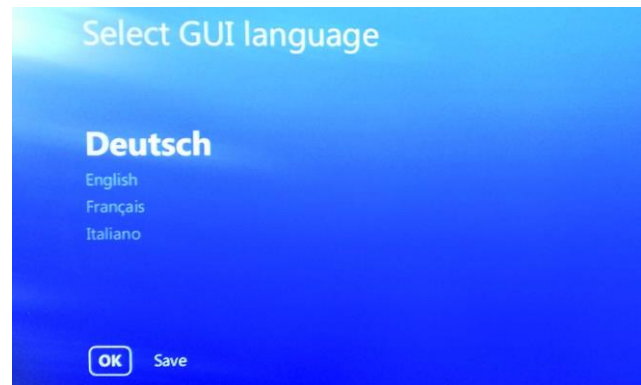 Select GUI language
Deutsch
English
Français
Italiano
OK Save